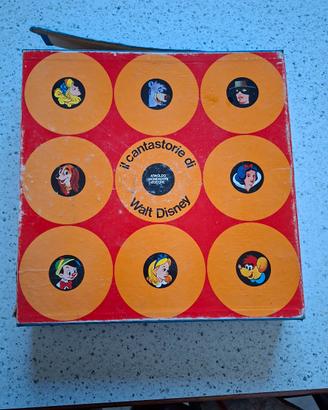 il cantastorie di
ARNOLDO
MONDADORI
EDITORE
Walt Disney